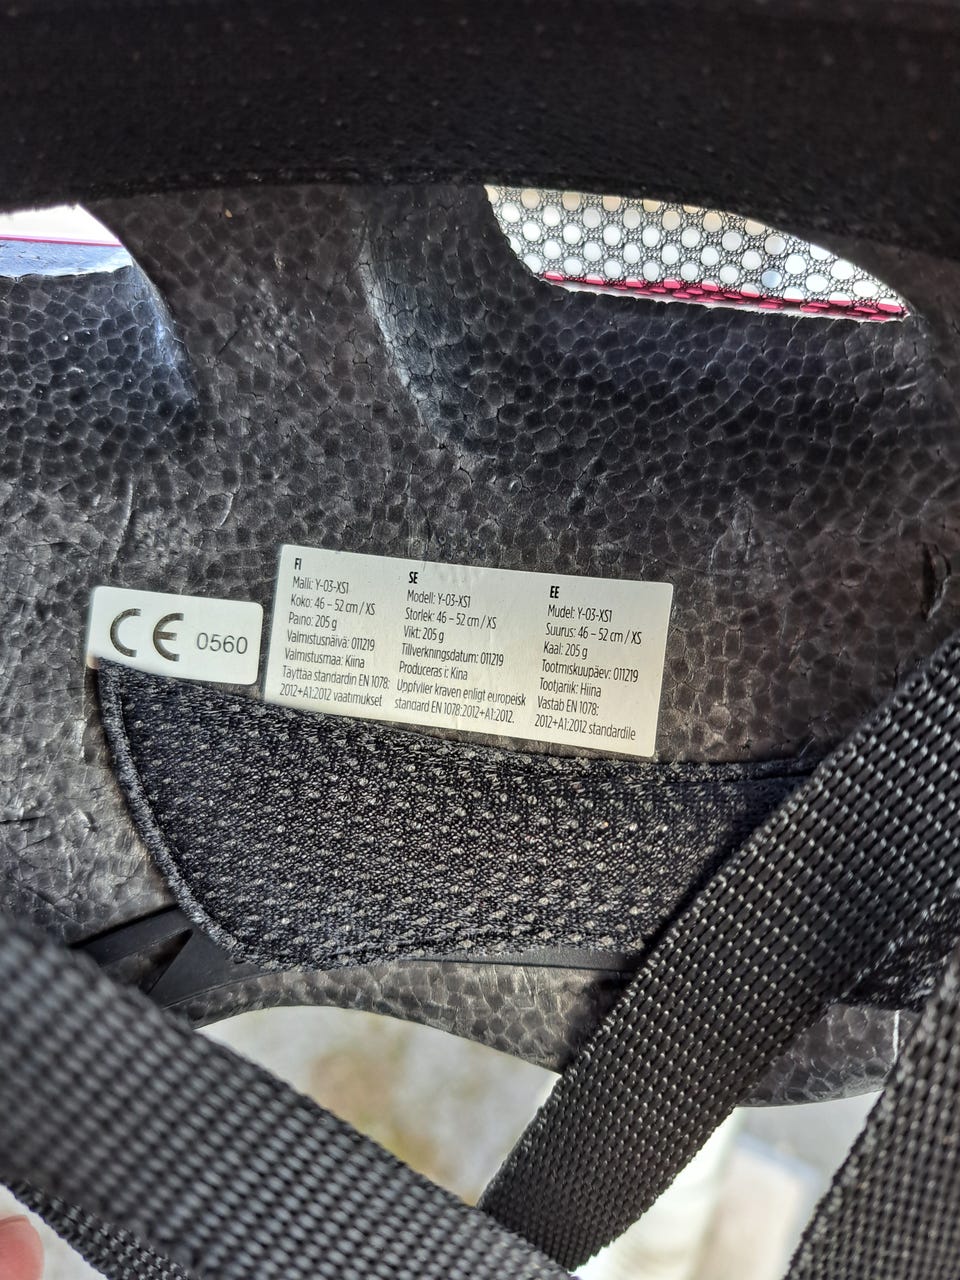 CE 0560
FI
Malli: Y-03-XS1
Koko: 46 – 52 cm / XS
Paino: 205 g
Valmistusnäivä: 011219
Valmistusmaa: Kiina
Täyttää standardin EN 1078:
2012+A1:2012 vaatimukset
SE
Modell: Y-03-XS1
Storlek: 46 – 52 cm / XS
Vikt: 205 g
Tillverkningsdatum: 011219
Produceras i: Kina
Uppfyller kraven enligt europeisk
standard EN 1078:2012+A1:2012.
EE
Mudel: Y-03-XS1
Suurus: 46 – 52 cm / XS
Kaal: 205 g
Tootmiskuupäev: 011219
Tootjanik: Hiina
Vastab EN 1078:
2012+A1:2012 standardile